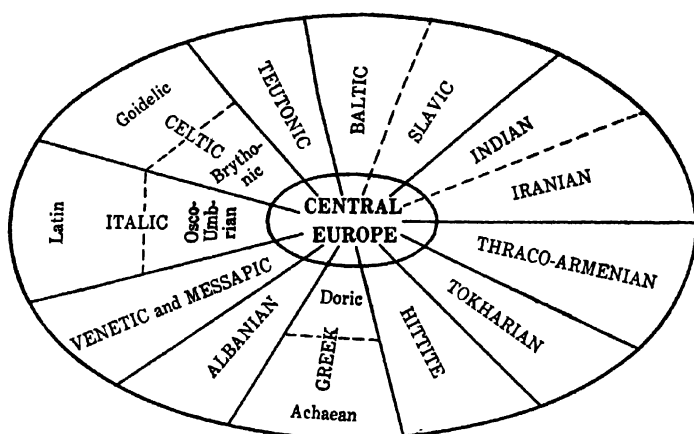 TEUTONIC
BALTIC
SLAVIC
INDIAN
IRANIAN
THRACO-ARMENIAN
TOKHARIAN
HITTITE
Doric
GREEK
Achaean
ALBANIAN
VENETIC and MESSAPIC
Latin
ITALIC
Osco-
Umb-
rian
Goidelic
CELTIC
Brytho-
nic
CENTRAL
EUROPE